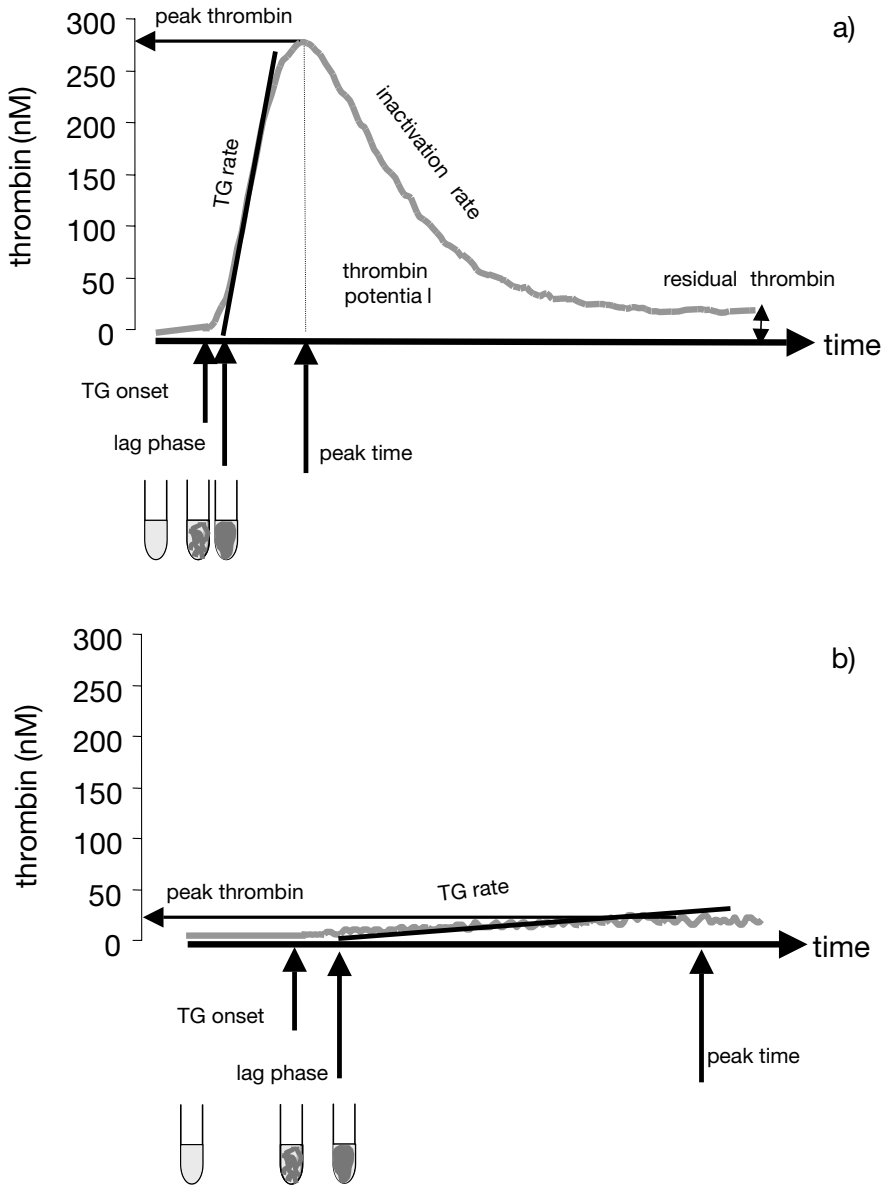 a)
peak thrombin
300
250
200
150
100
50
0
thrombin (nM)
TG rate
inactivation rate
thrombin
potentia l
residual thrombin
time
TG onset
lag phase
peak time
b)
300
250
200
150
100
50
0
thrombin (nM)
peak thrombin
TG rate
time
TG onset
lag phase
peak time